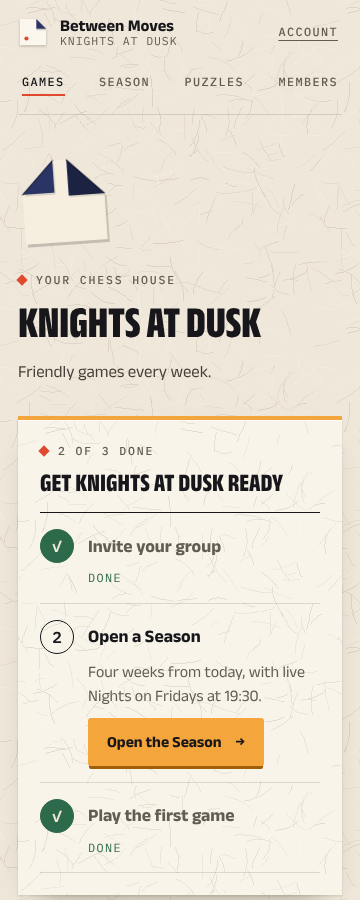 Between Moves
KNIGHTS AT DUSK
ACCOUNT
GAMES
SEASON
PUZZLES
MEMBERS
YOUR CHESS HOUSE
KNIGHTS AT DUSK
Friendly games every week.
2 OF 3 DONE
GET KNIGHTS AT DUSK READY
Invite your group
DONE
2
Open a Season
Four weeks from today, with live
Nights on Fridays at 19:30.
Open the Season →
Play the first game
DONE